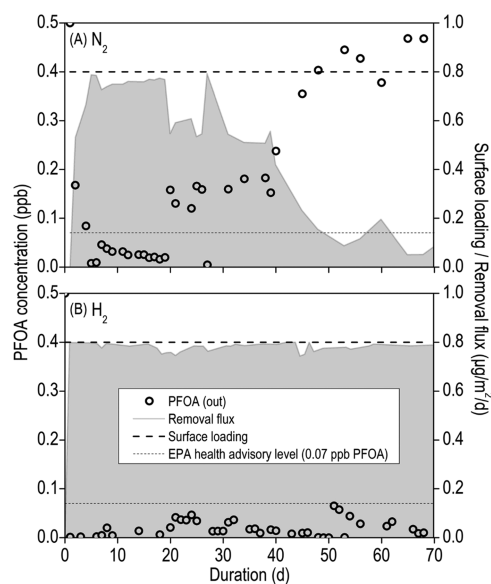 (A) N2
0.5
0.4
0.3
0.2
0.1
0.0
1.0
0.8
0.6
0.4
0.2
0.0
PFOA concentration (ppb)
Surface loading / Removal flux (μg/m²/d)
(B) H2
0.5
0.4
0.3
0.2
0.1
0.0
1.0
0.8
0.6
0.4
0.2
0.0
PFOA (out)
Removal flux
Surface loading
EPA health advisory level (0.07 ppb PFOA)
0 10 20 30 40 50 60 70
Duration (d)